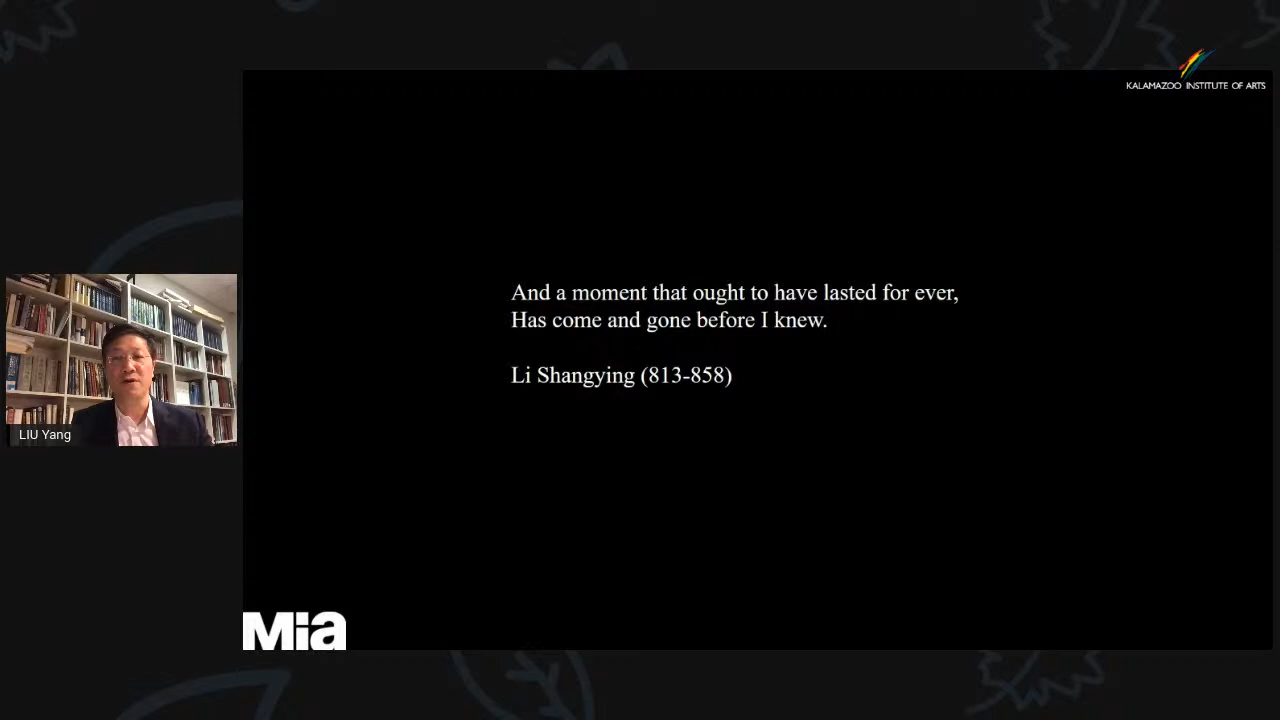 KALAMAZOO INSTITUTE OF ARTS
And a moment that ought to have lasted for ever,
Has come and gone before I knew.
Li Shangying (813-858)
LIU Yang
Mia